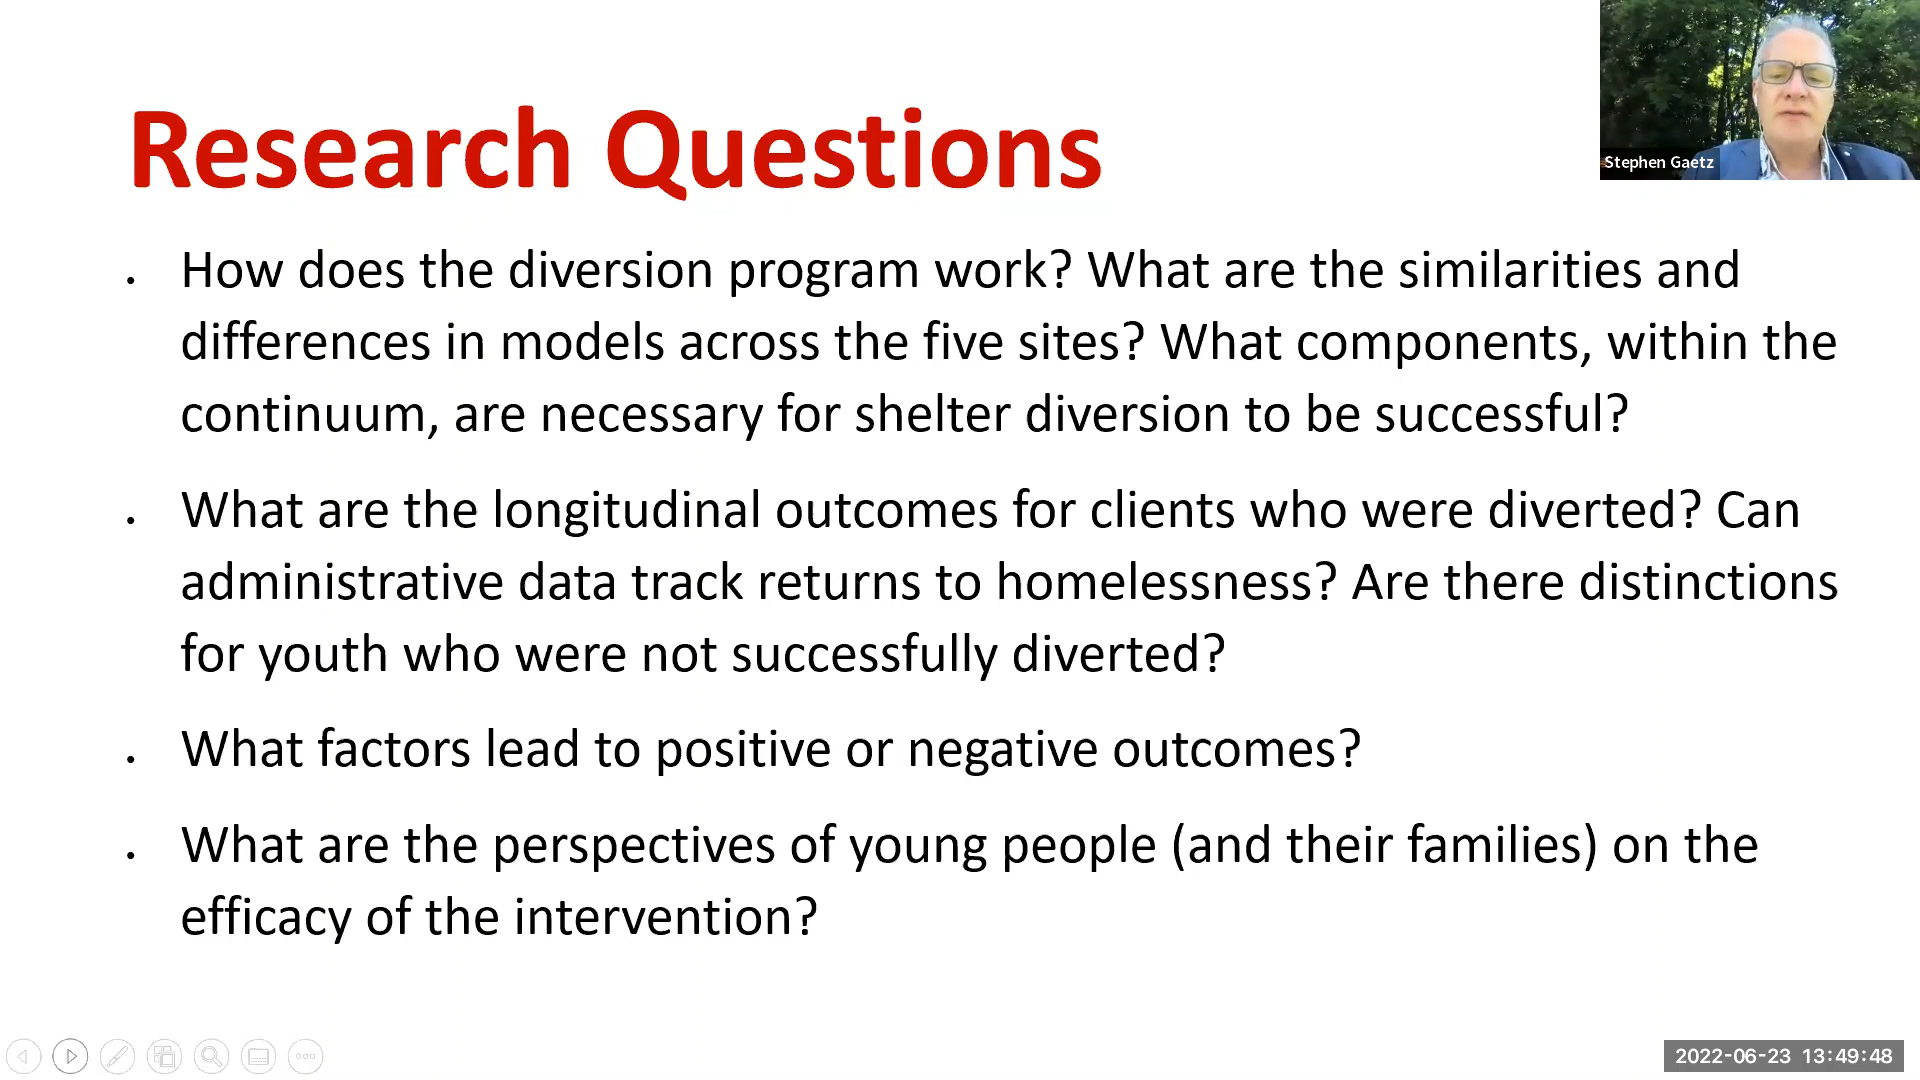 Stephen Gaetz
Research Questions
• How does the diversion program work? What are the similarities and
differences in models across the five sites? What components, within the
continuum, are necessary for shelter diversion to be successful?
• What are the longitudinal outcomes for clients who were diverted? Can
administrative data track returns to homelessness? Are there distinctions
for youth who were not successfully diverted?
• What factors lead to positive or negative outcomes?
• What are the perspectives of young people (and their families) on the
efficacy of the intervention?
2022-06-23 13:49:48